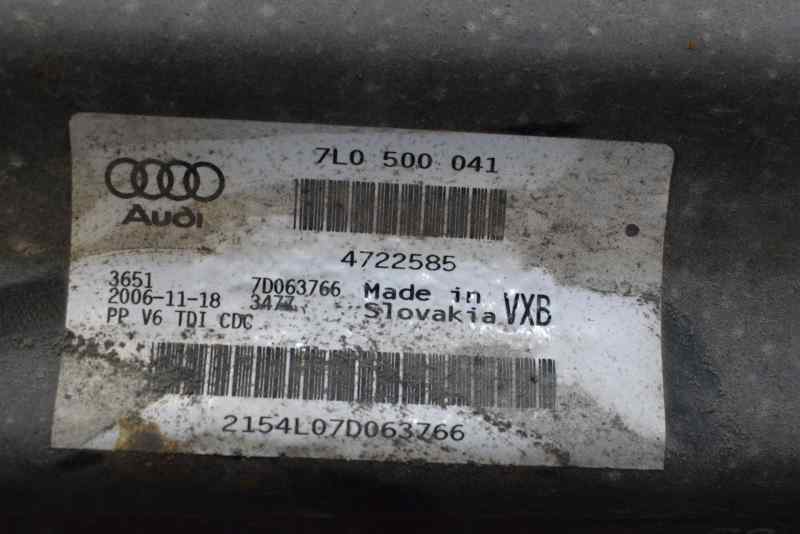 7L0 500 041
Audi
4722585
3651 7D063766 Made in VXB
2006-11-18 3477 Slovakia
PP V6 TDI CDC
2154L07D063766